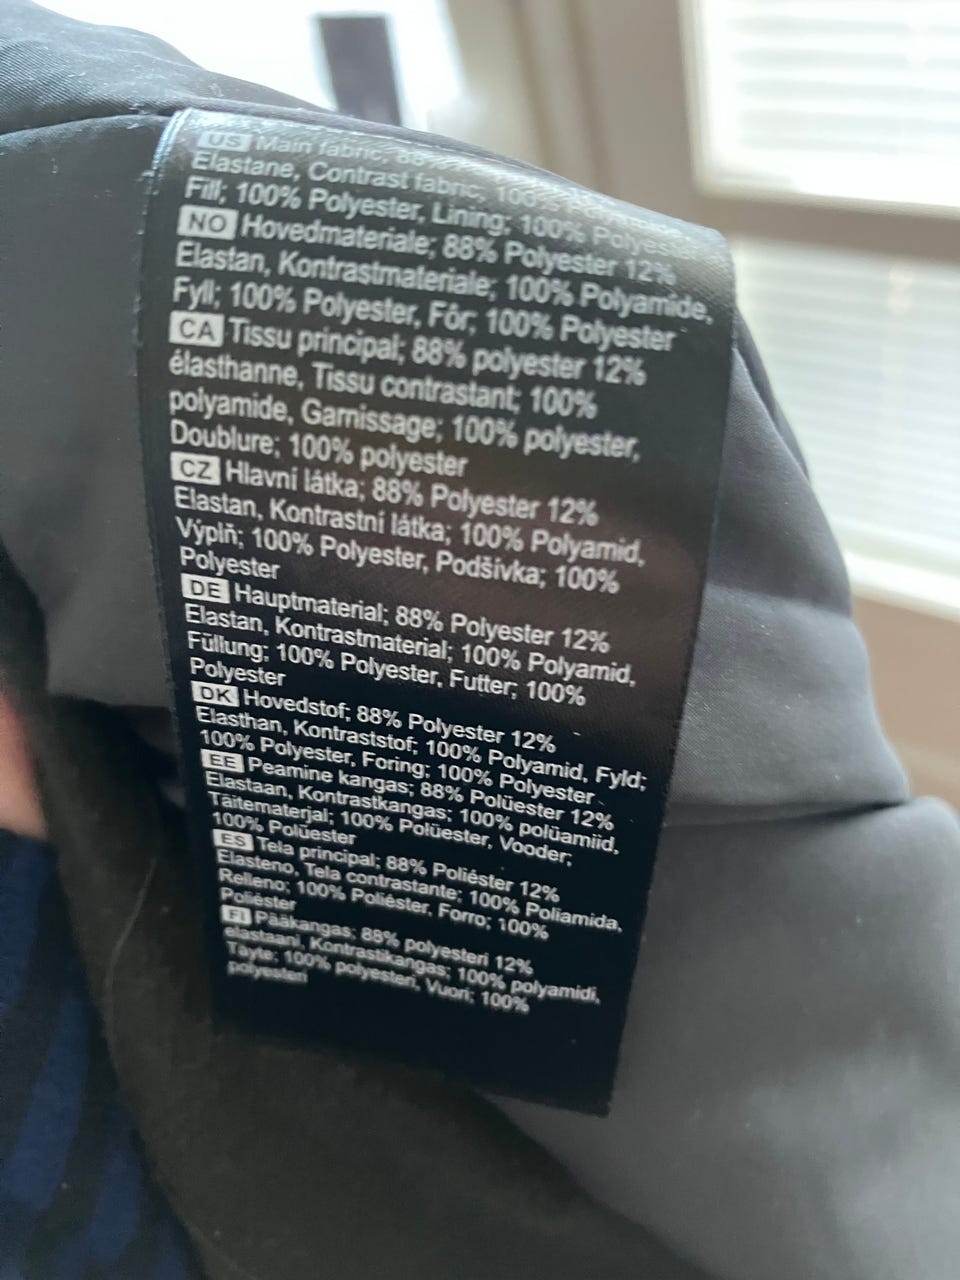 US Main fabric; 88%
Elastane, Contrast fabric; 100%
Fill; 100% Polyester, Lining; 100% Polyester
NO Hovedmateriale; 88% Polyester 12%
Elastan, Kontrastmateriale; 100% Polyamide,
Fyll; 100% Polyester, Fór; 100% Polyester
CA Tissu principal; 88% polyester 12%
élasthanne, Tissu contrastant; 100%
polyamide, Garnissage; 100% polyester,
Doublure; 100% polyester
CZ Hlavní látka; 88% Polyester 12%
Elastan, Kontrastní látka; 100% Polyamid,
Výplň; 100% Polyester, Podšívka; 100%
Polyester
DE Hauptmaterial; 88% Polyester 12%
Elastan, Kontrastmaterial; 100% Polyamid,
Füllung; 100% Polyester, Futter; 100%
Polyester
DK Hovedstof; 88% Polyester 12%
Elasthan, Kontraststof; 100% Polyamid, Fyld;
100% Polyester, Foring; 100% Polyester
EE Peamine kangas; 88% Polüester 12%
Elastaan, Kontrastkangas; 100% polüamiid,
Täitematerjal; 100% Polüester, Vooder;
100% Polüester
ES Tela principal; 88% Poliéster 12%
Elasteno, Tela contrastante; 100% Poliamida,
Relleno; 100% Poliéster, Forro; 100%
Poliéster
FI Pääkangas; 88% polyesteri 12%
elastaani, Kontrastikangas; 100% polyamidi,
Täyte; 100% polyesteri, Vuori; 100%
polyesteri